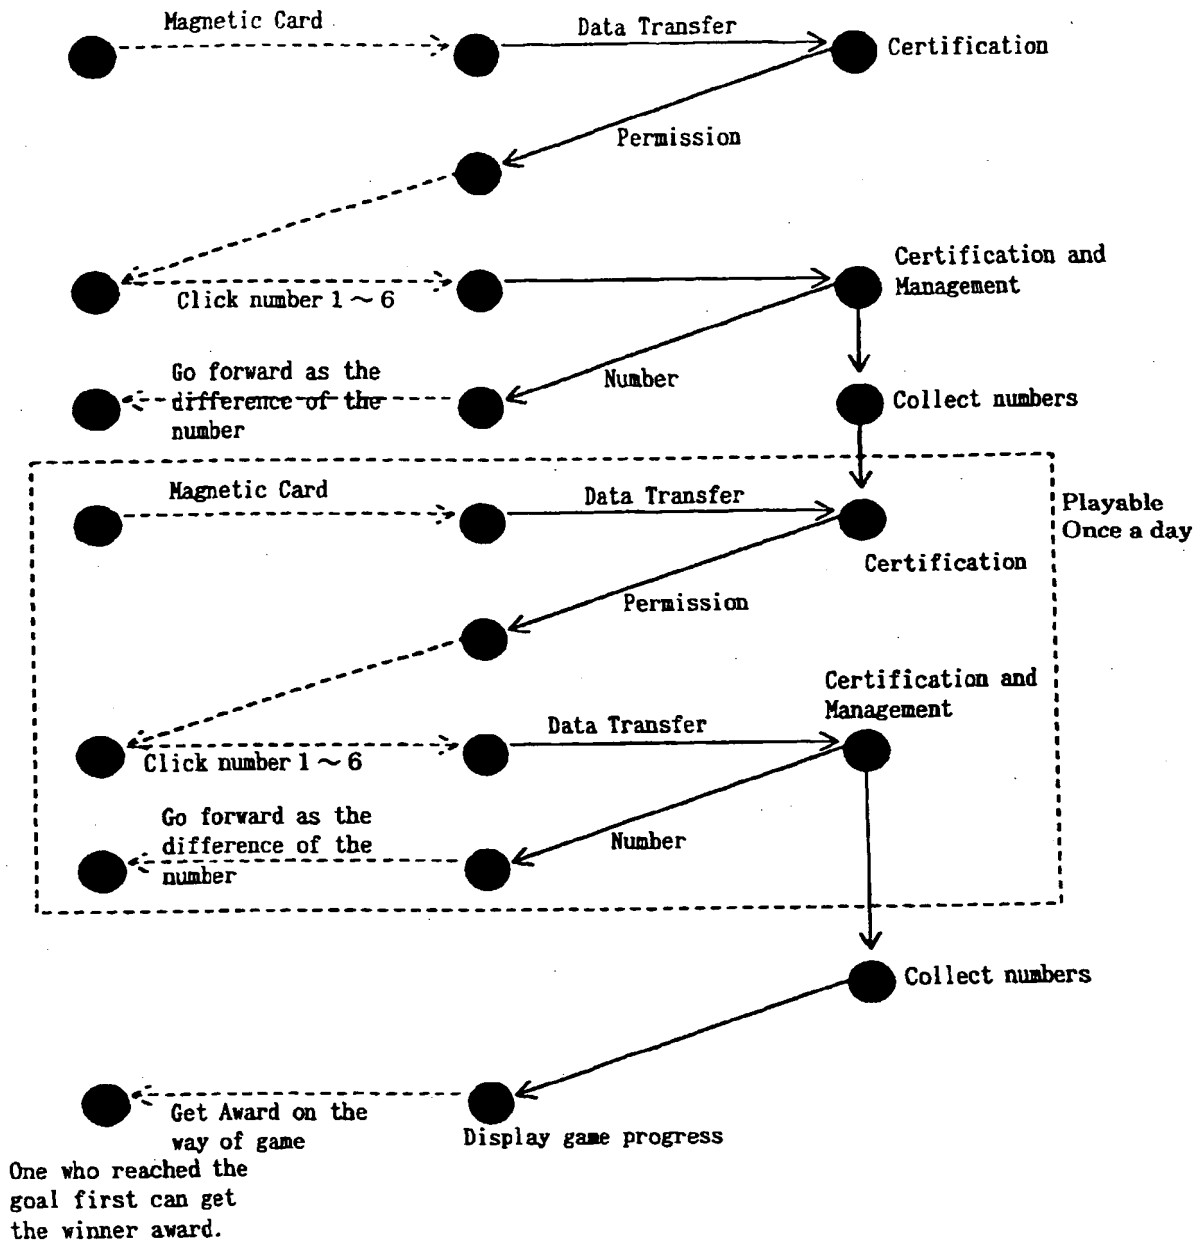 Magnetic Card
Data Transfer
Certification
Permission
Certification and
Management
Click number 1～6
Go forward as the
difference of the
number
Number
Collect numbers
Magnetic Card
Data Transfer
Playable
Once a day
Certification
Permission
Certification and
Management
Data Transfer
Click number 1～6
Go forward as the
difference of the
number
Number
Collect numbers
Get Award on the
way of game
Display game progress
One who reached the
goal first can get
the winner award.